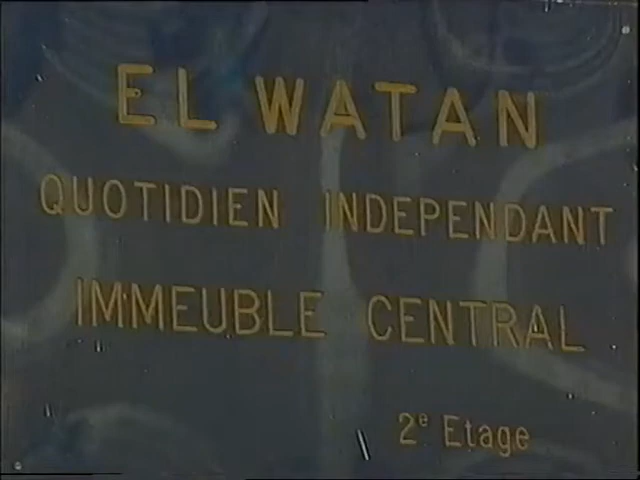 EL WATAN
QUOTIDIEN INDEPENDANT
IMMEUBLE CENTRAL
2e Etage